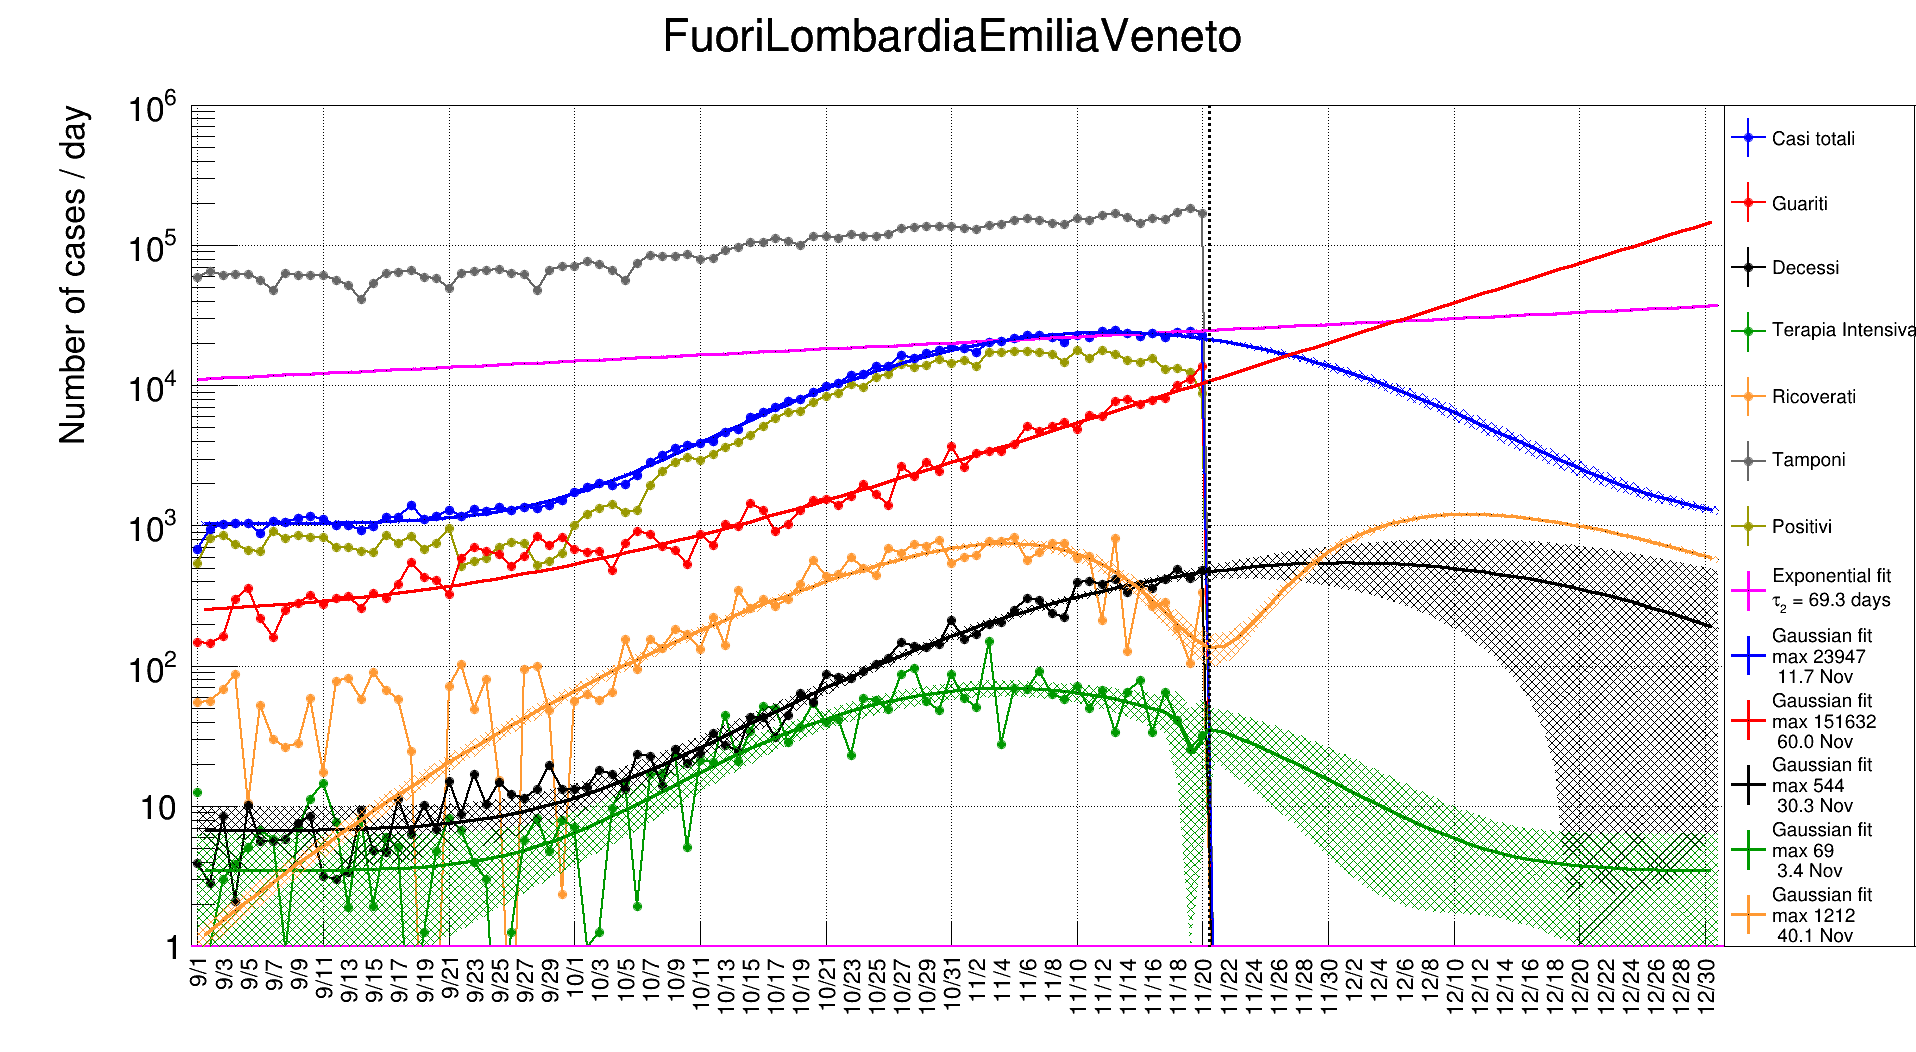 FuoriLombardiaEmiliaVeneto
Number of cases / day
10^6
10^5
10^4
10^3
10^2
10
1
9/1 9/3 9/5 9/7 9/9 9/11 9/13 9/15 9/17 9/19 9/21 9/23 9/25 9/27 9/29 10/1 10/3 10/5 10/7 10/9 10/11 10/13 10/15 10/17 10/19 10/21 10/23 10/25 10/27 10/29 10/31 11/2 11/4 11/6 11/8 11/10 11/12 11/14 11/16 11/18 11/20 11/22 11/24 11/26 11/28 11/30 12/2 12/4 12/6 12/8 12/10 12/12 12/14 12/16 12/18 12/20 12/22 12/24 12/26 12/28 12/30
Casi totali
Guariti
Decessi
Terapia Intensiva
Ricoverati
Tamponi
Positivi
Exponential fit
τ2 = 69.3 days
Gaussian fit
max 23947
11.7 Nov
Gaussian fit
max 151632
60.0 Nov
Gaussian fit
max 544
30.3 Nov
Gaussian fit
max 69
3.4 Nov
Gaussian fit
max 1212
40.1 Nov